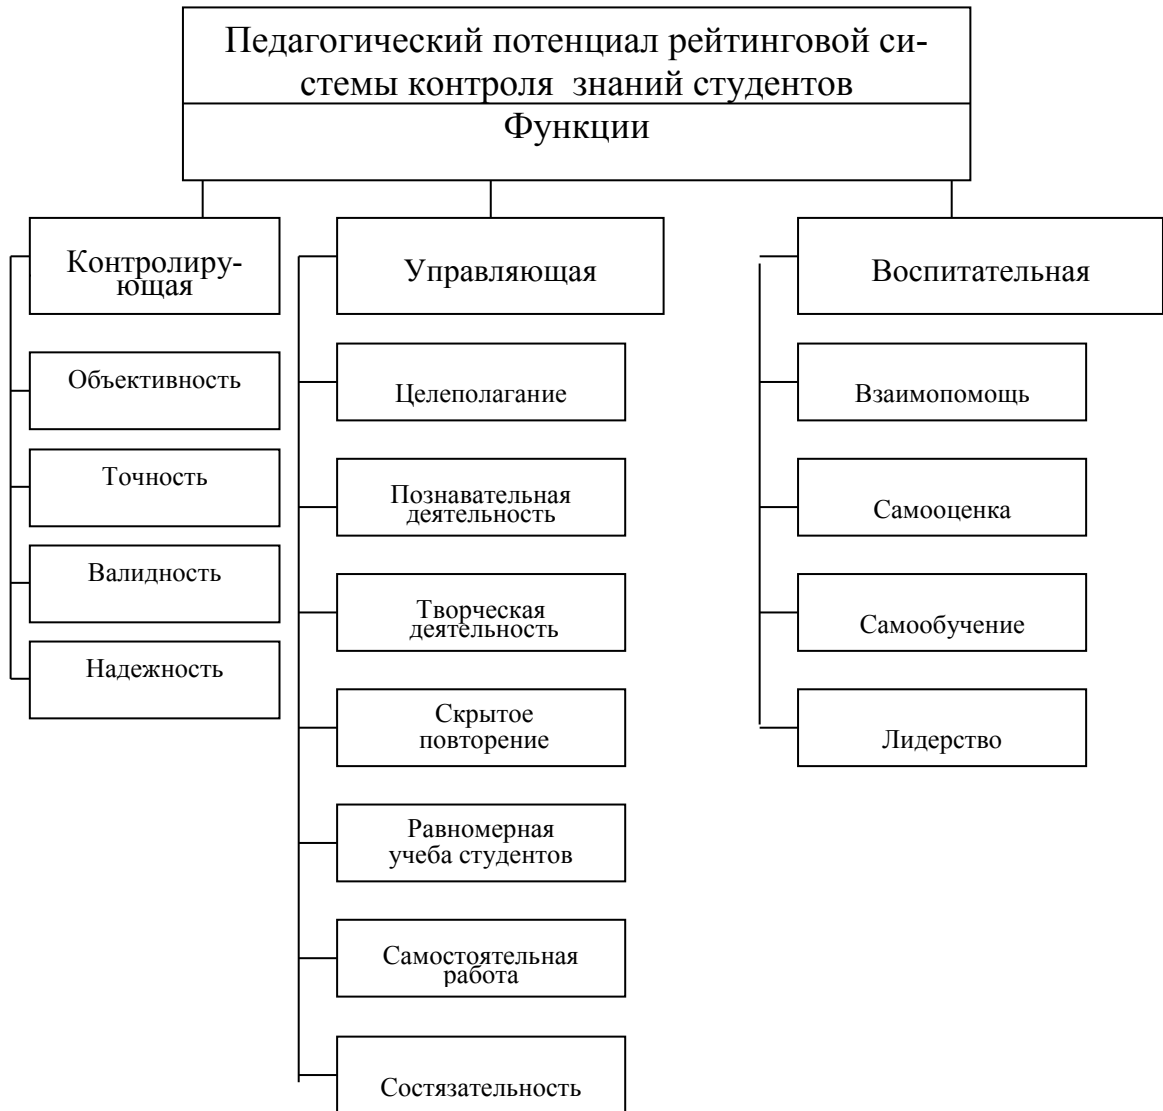 Педагогический потенциал рейтинговой си-
стемы контроля знаний студентов
Функции
Контролиру-
ющая
Объективность
Точность
Валидность
Надежность
Управляющая
Целеполагание
Познавательная
деятельность
Творческая
деятельность
Скрытое
повторение
Равномерная
учеба студентов
Самостоятельная
работа
Состязательность
Воспитательная
Взаимопомощь
Самооценка
Самообучение
Лидерство